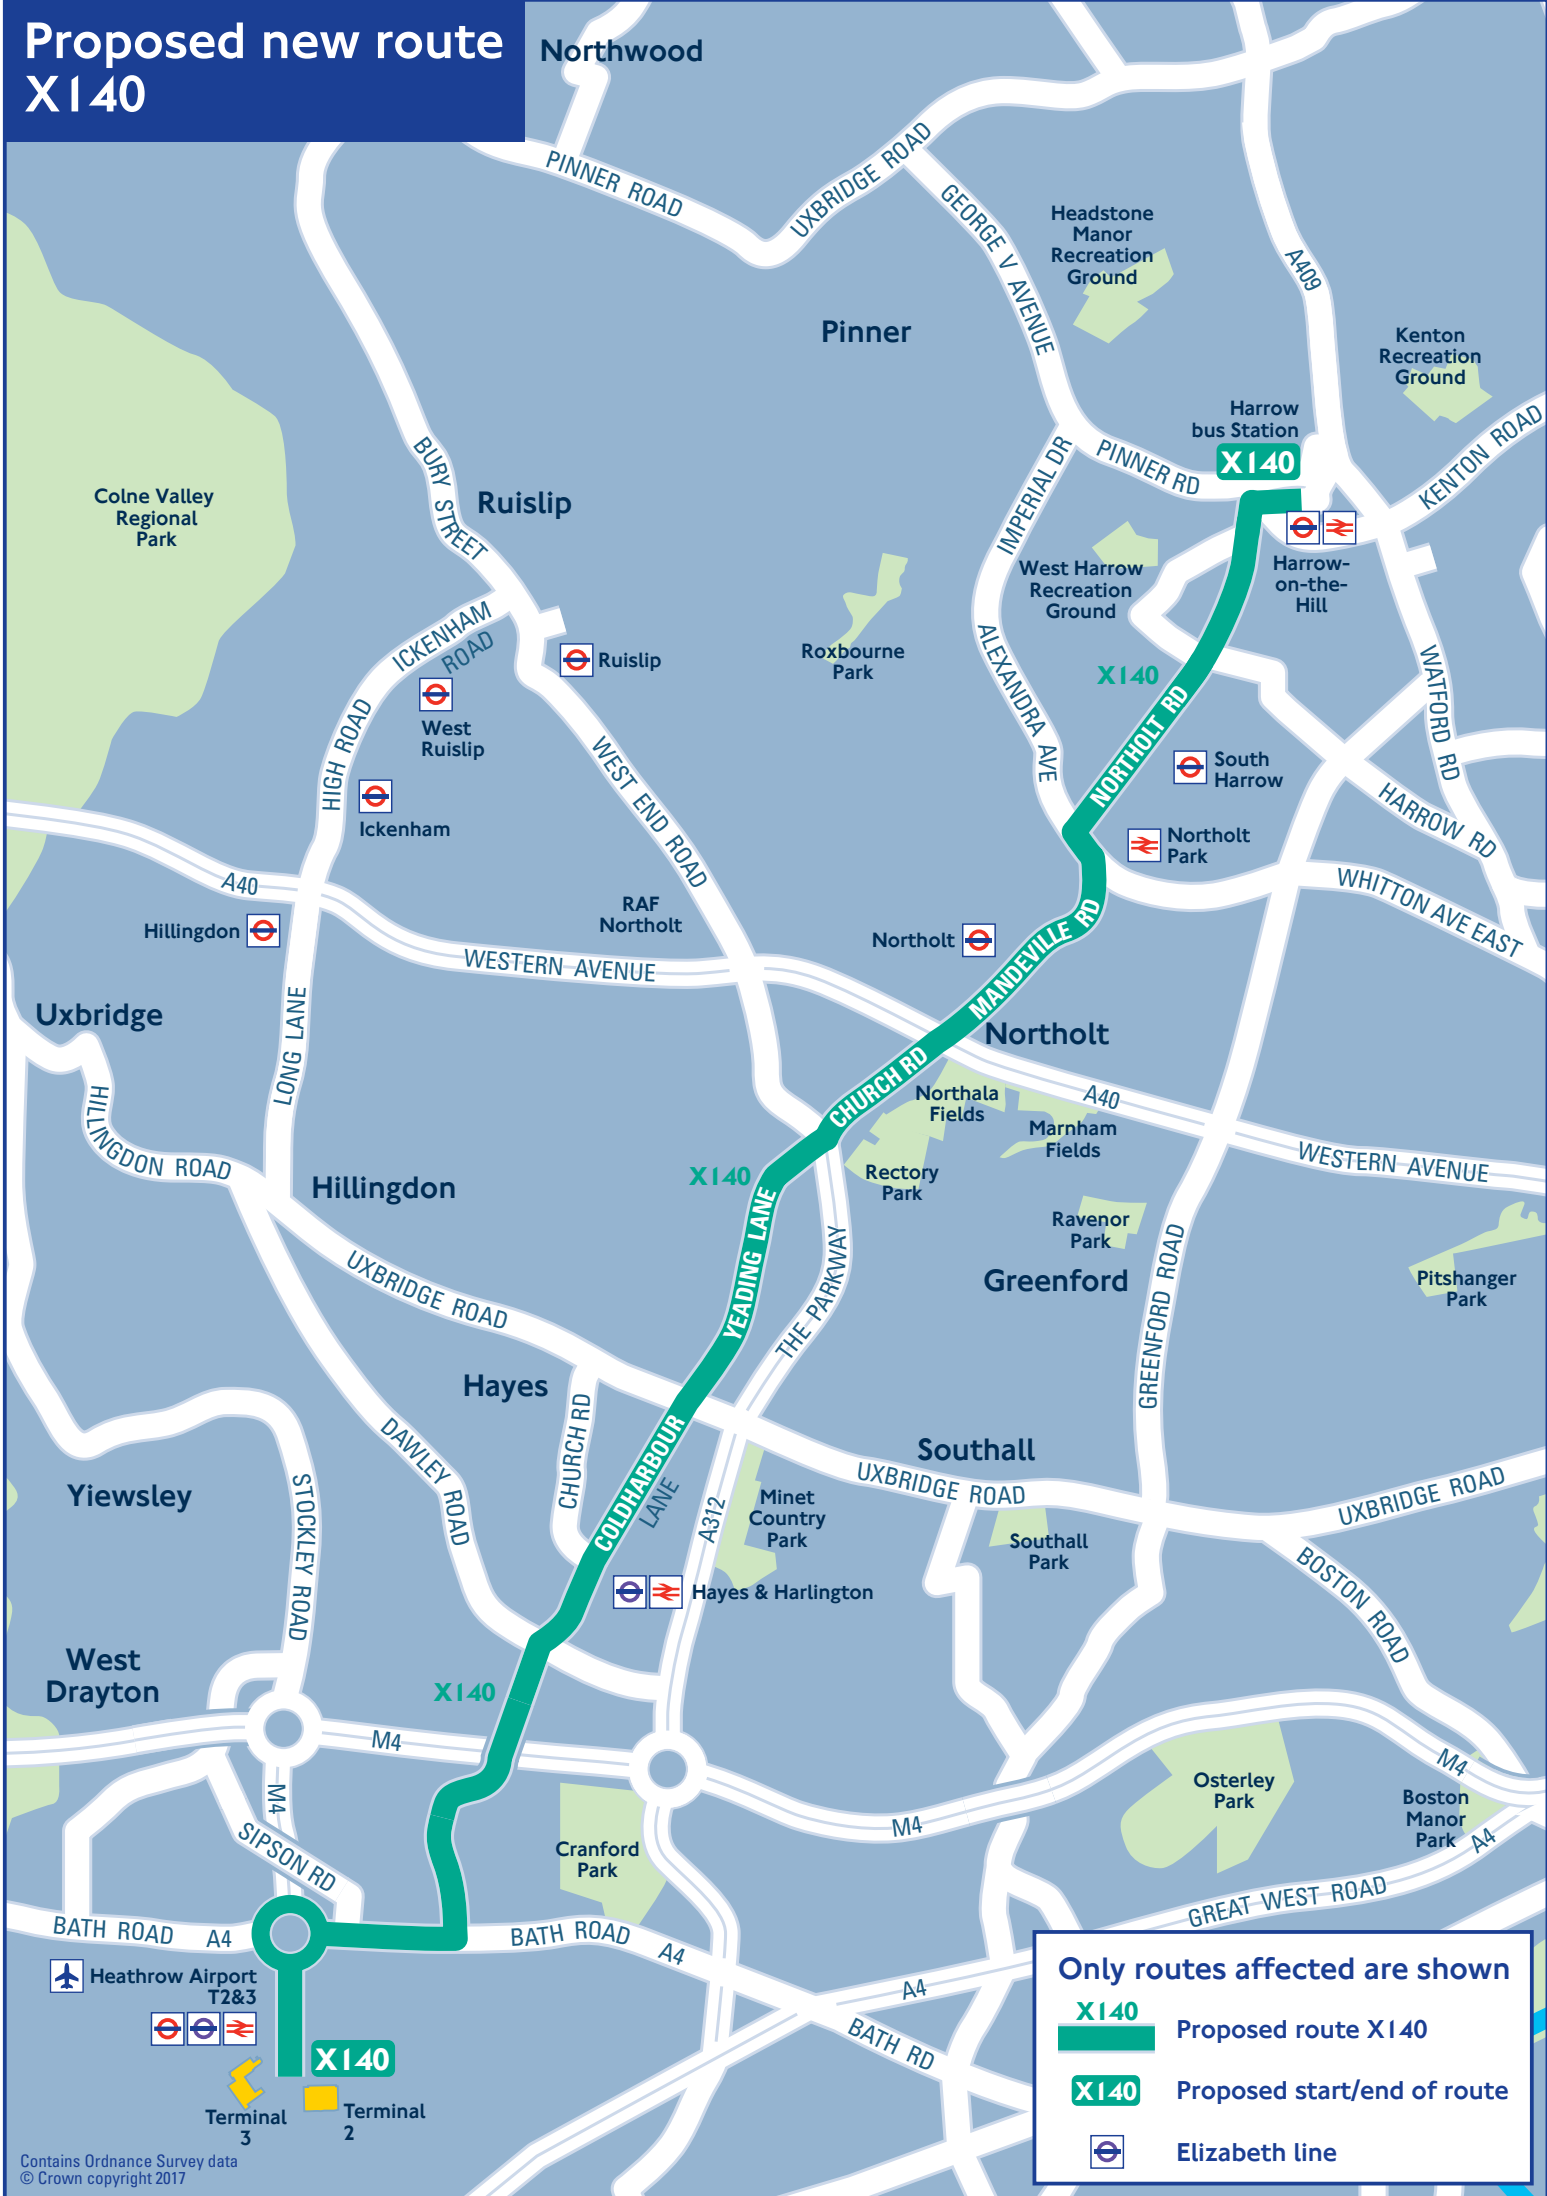 Proposed new route
X140
Northwood
PINNER ROAD
UXBRIDGE ROAD
GEORGE V AVENUE
Headstone
Manor
Recreation
Ground
A409
Pinner
Kenton
Recreation
Ground
Harrow
bus Station
X140
KENTON ROAD
PINNER RD
IMPERIAL DR
BURY STREET
Ruislip
Colne Valley
Regional
Park
West Harrow
Recreation
Ground
Harrow-
on-the-
Hill
ICKENHAM
ROAD
Ruislip
Roxbourne
Park
ALEXANDRA AVE
X140
NORTHOLT RD
WATFORD RD
West
Ruislip
HIGH ROAD
WEST END ROAD
South
Harrow
Ickenham
HARROW RD
Northolt
Park
A40
WHITTON AVE EAST
RAF
Northolt
Hillingdon
Northolt
MANDEVILLE RD
WESTERN AVENUE
Uxbridge
LONG LANE
Northolt
CHURCH RD
Northala
Fields
A40
Marnham
Fields
HILLINGDON ROAD
WESTERN AVENUE
X140
Rectory
Park
Hillingdon
YEADING LANE
THE PARKWAY
Ravenor
Park
Greenford
GREENFORD ROAD
Pitshanger
Park
UXBRIDGE ROAD
Hayes
CHURCH RD
DAWLEY ROAD
COLDHARBOUR
LANE
Southall
UXBRIDGE ROAD
UXBRIDGE ROAD
Yiewsley
STOCKLEY ROAD
A312
Minet
Country
Park
Southall
Park
BOSTON ROAD
Hayes & Harlington
West
Drayton
X140
M4
M4
M4
M4
Osterley
Park
Boston
Manor
Park
A4
SIPSON RD
Cranford
Park
GREAT WEST ROAD
BATH ROAD
A4
BATH ROAD
A4
A4
BATH RD
Heathrow Airport
T2&3
X140
Terminal
3
Terminal
2
Only routes affected are shown
X140
Proposed route X140
X140
Proposed start/end of route
Elizabeth line
Contains Ordnance Survey data
© Crown copyright 2017